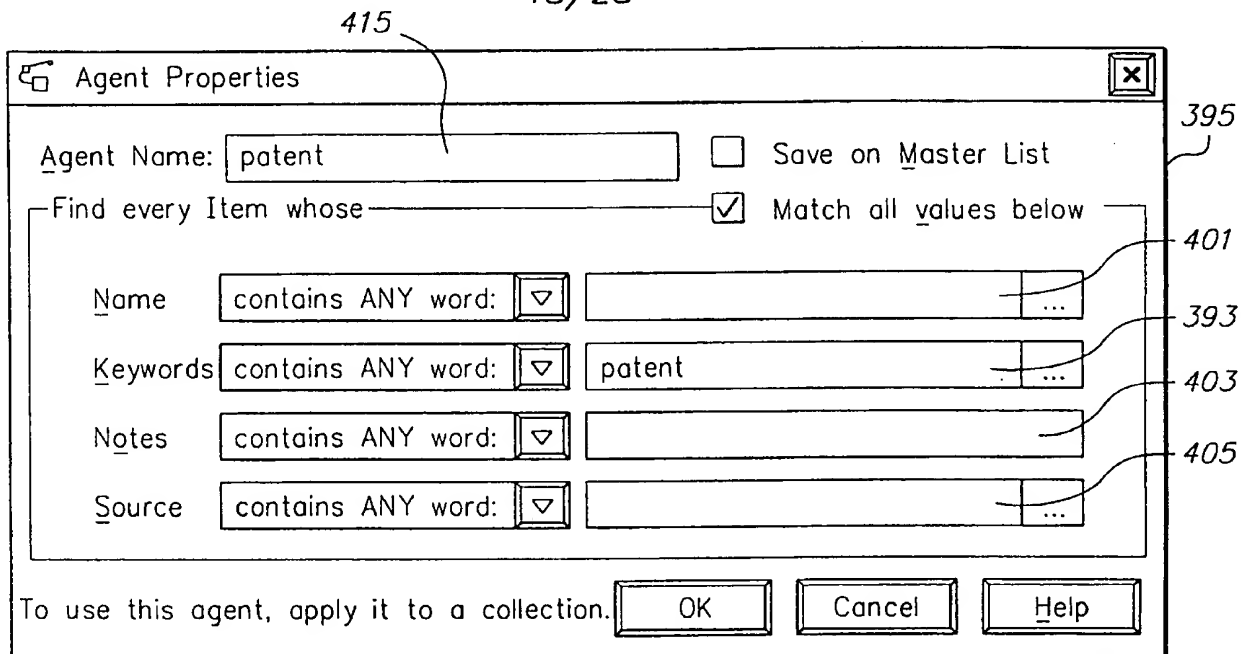 415
Agent Properties
395
Agent Name: patent Save on Master List
Find every Item whose Match all values below
401
Name contains ANY word: ...
393
Keywords contains ANY word: patent ...
403
Notes contains ANY word:
405
Source contains ANY word: ...
To use this agent, apply it to a collection. OK Cancel Help